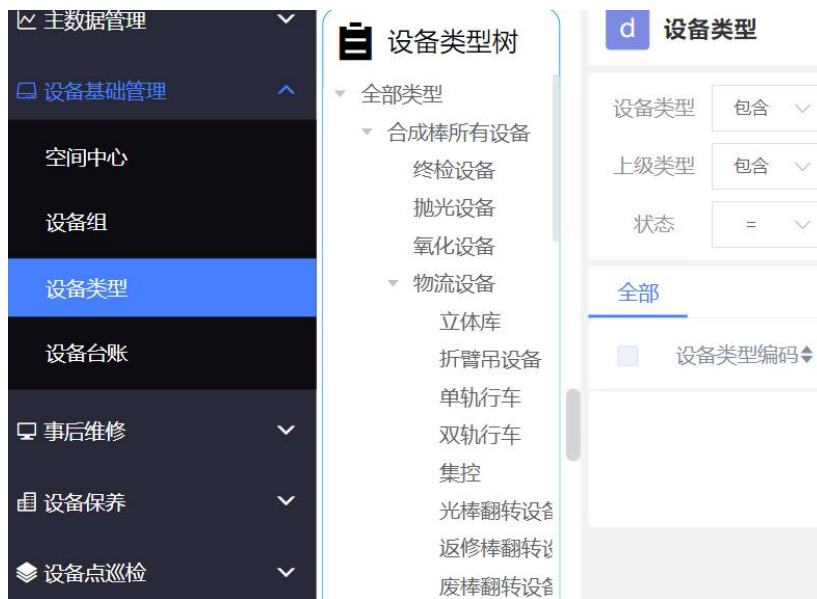 主数据管理
设备基础管理
空间中心
设备组
设备类型
设备台账
事后维修
设备保养
设备点巡检
设备类型树
全部类型
合成棒所有设备
终检设备
抛光设备
氧化设备
物流设备
立体库
折臂吊设备
单轨行车
双轨行车
集控
光棒翻转设备
返修棒翻转设
废棒翻转设备
d 设备类型
设备类型 包含
上级类型 包含
状态 =
全部
设备类型编码